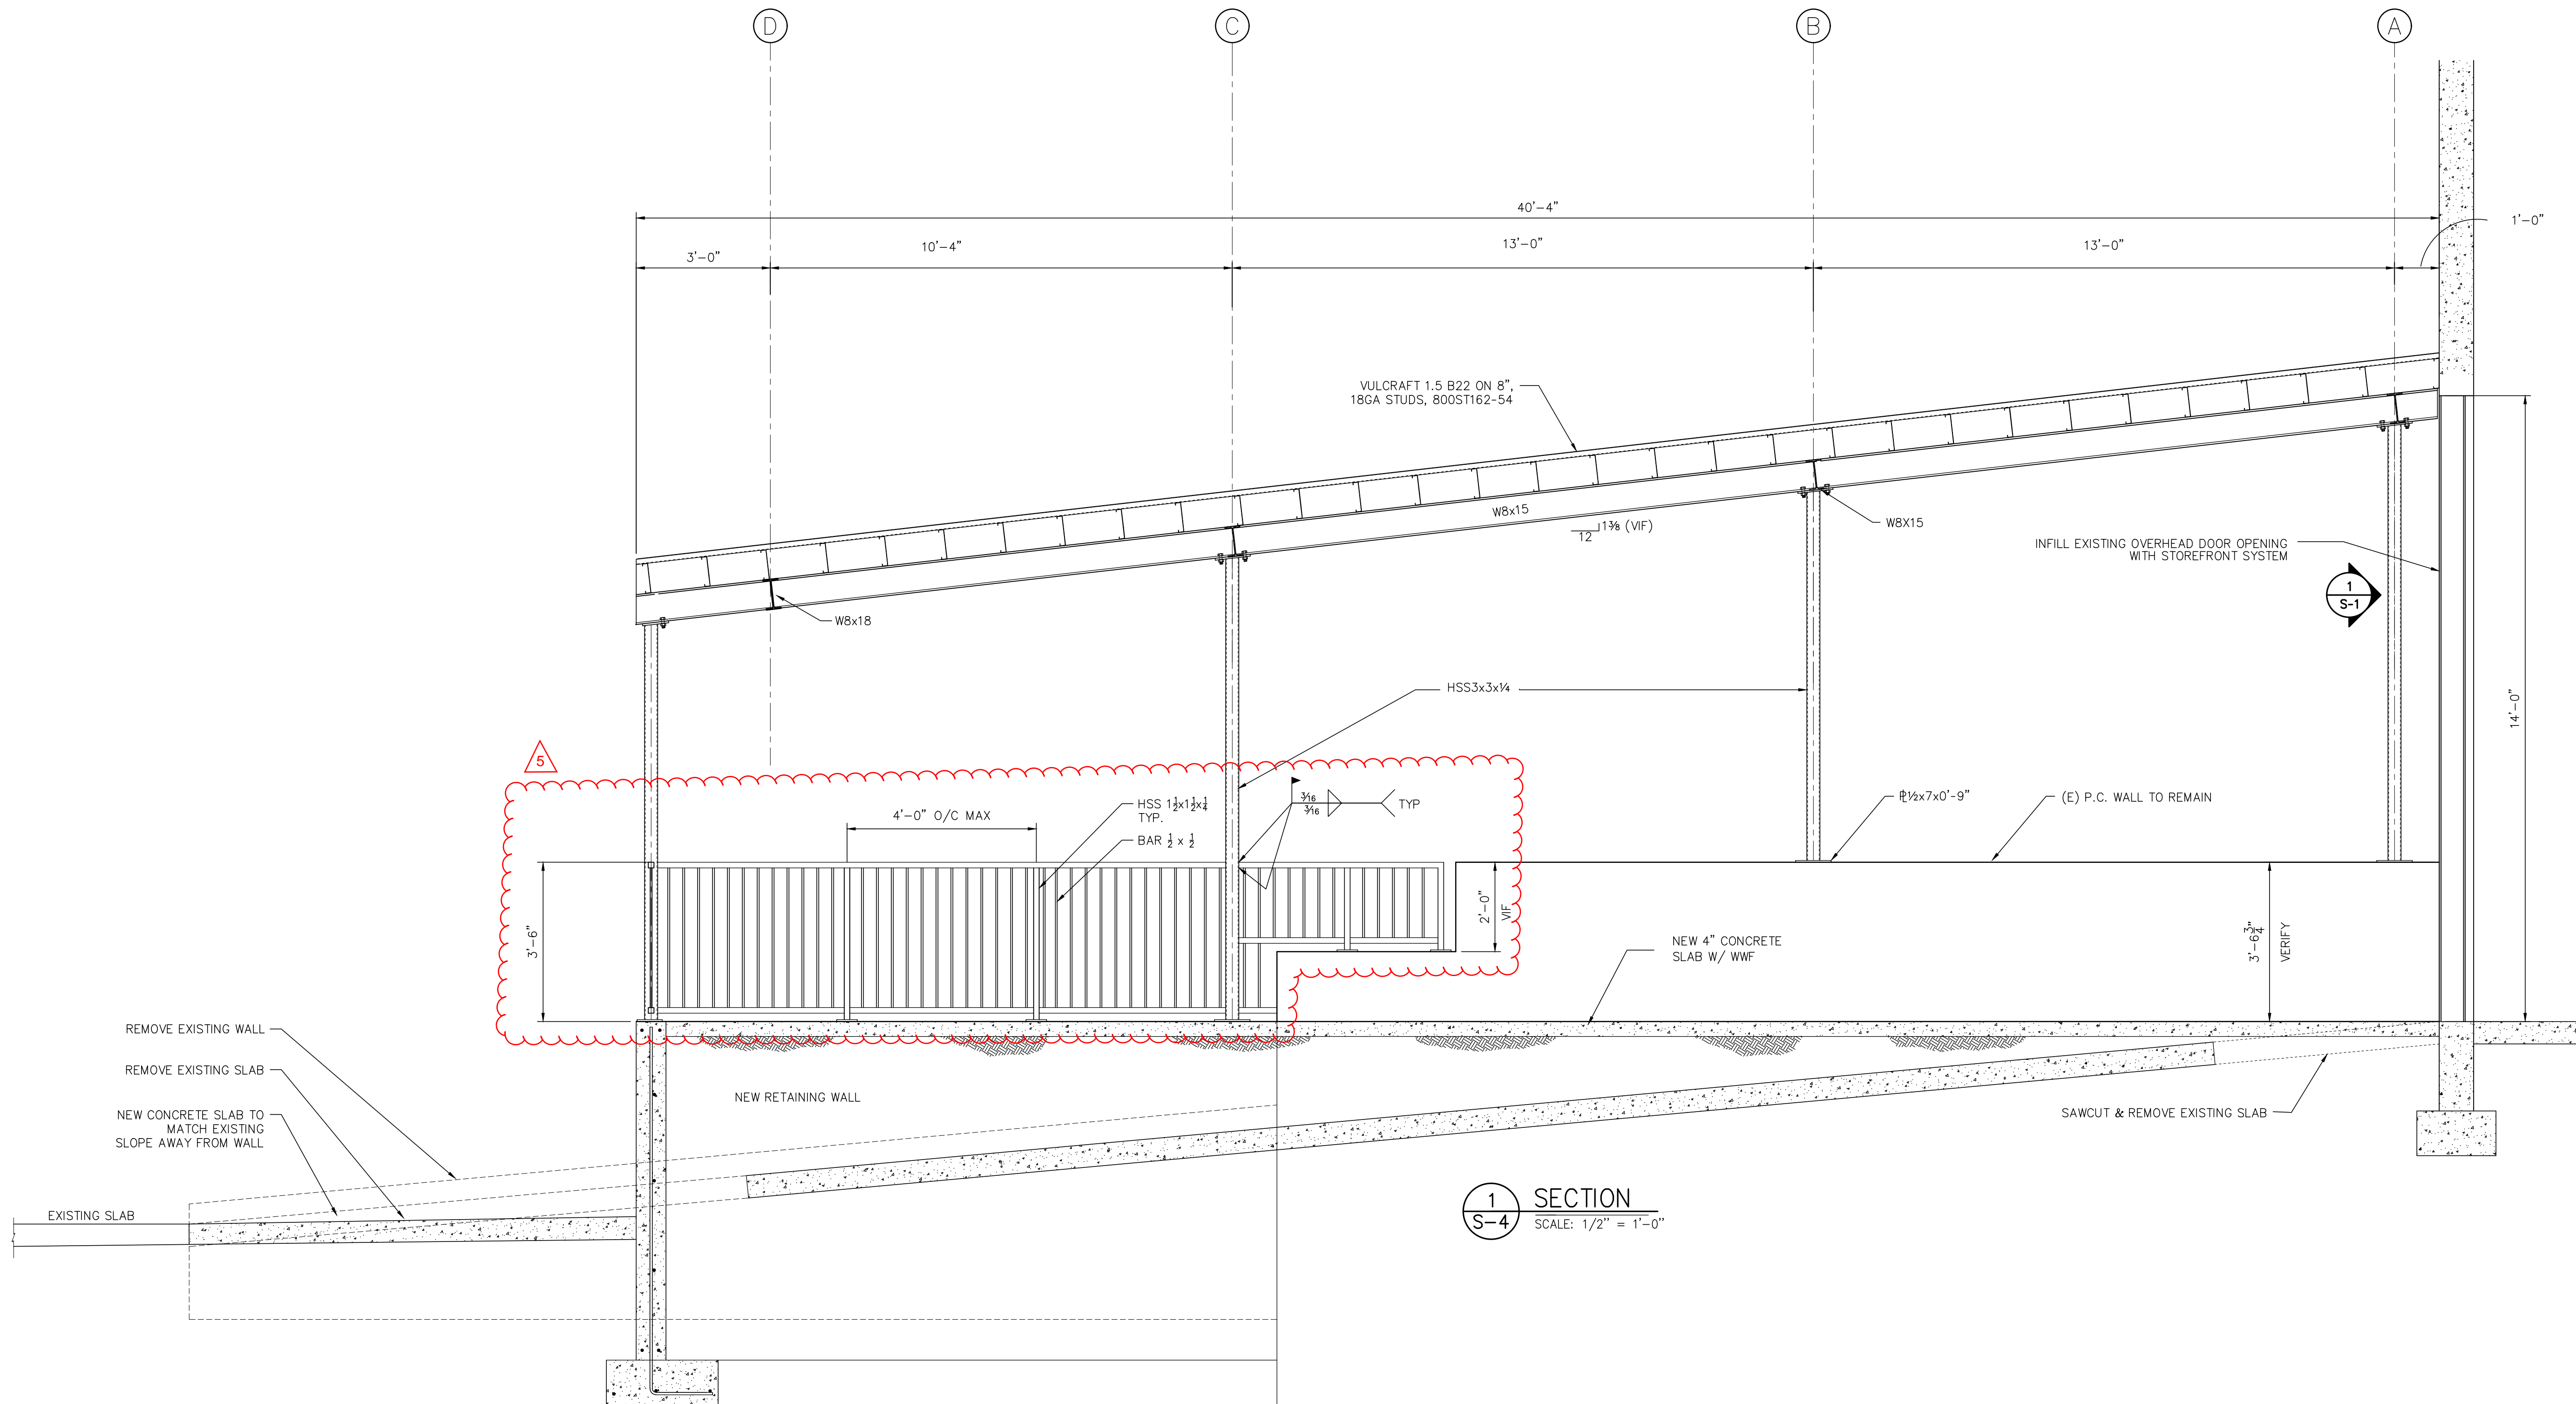 D
C
B
A
40'-4"
1'-0"
3'-0"
10'-4"
13'-0"
13'-0"
VULCRAFT 1.5 B22 ON 8",
18GA STUDS, 800ST162-54
W8x15
12
1⅜ (VIF)
W8X15
W8x18
INFILL EXISTING OVERHEAD DOOR OPENING
WITH STOREFRONT SYSTEM
1
S-1
14'-0"
HSS3x3x¼
5
4'-0" O/C MAX
HSS 1½x1½x¼
TYP.
BAR ½ x ½
3/16
3/16
TYP
℄½x7x0'-9"
(E) P.C. WALL TO REMAIN
3'-6"
2'-0"
VIF
3'-6¾"
VERIFY
NEW 4" CONCRETE
SLAB W/ WWF
REMOVE EXISTING WALL
REMOVE EXISTING SLAB
NEW CONCRETE SLAB TO
MATCH EXISTING
SLOPE AWAY FROM WALL
NEW RETAINING WALL
SAWCUT & REMOVE EXISTING SLAB
EXISTING SLAB
1
S-4
SECTION
SCALE: 1/2" = 1'-0"